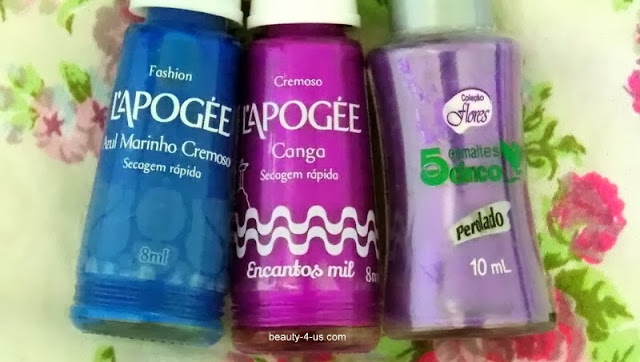 Fashion
L'APOGÉE
Azul Marinho Cremoso
Secagem rápida
8ml
Cremoso
L'APOGÉE
Canga
Secagem rápida
Encantos mil
8m
Coleção
Flores
5 esmaltes
5cinco
Perolado
10 mL
beauty-4-us.com